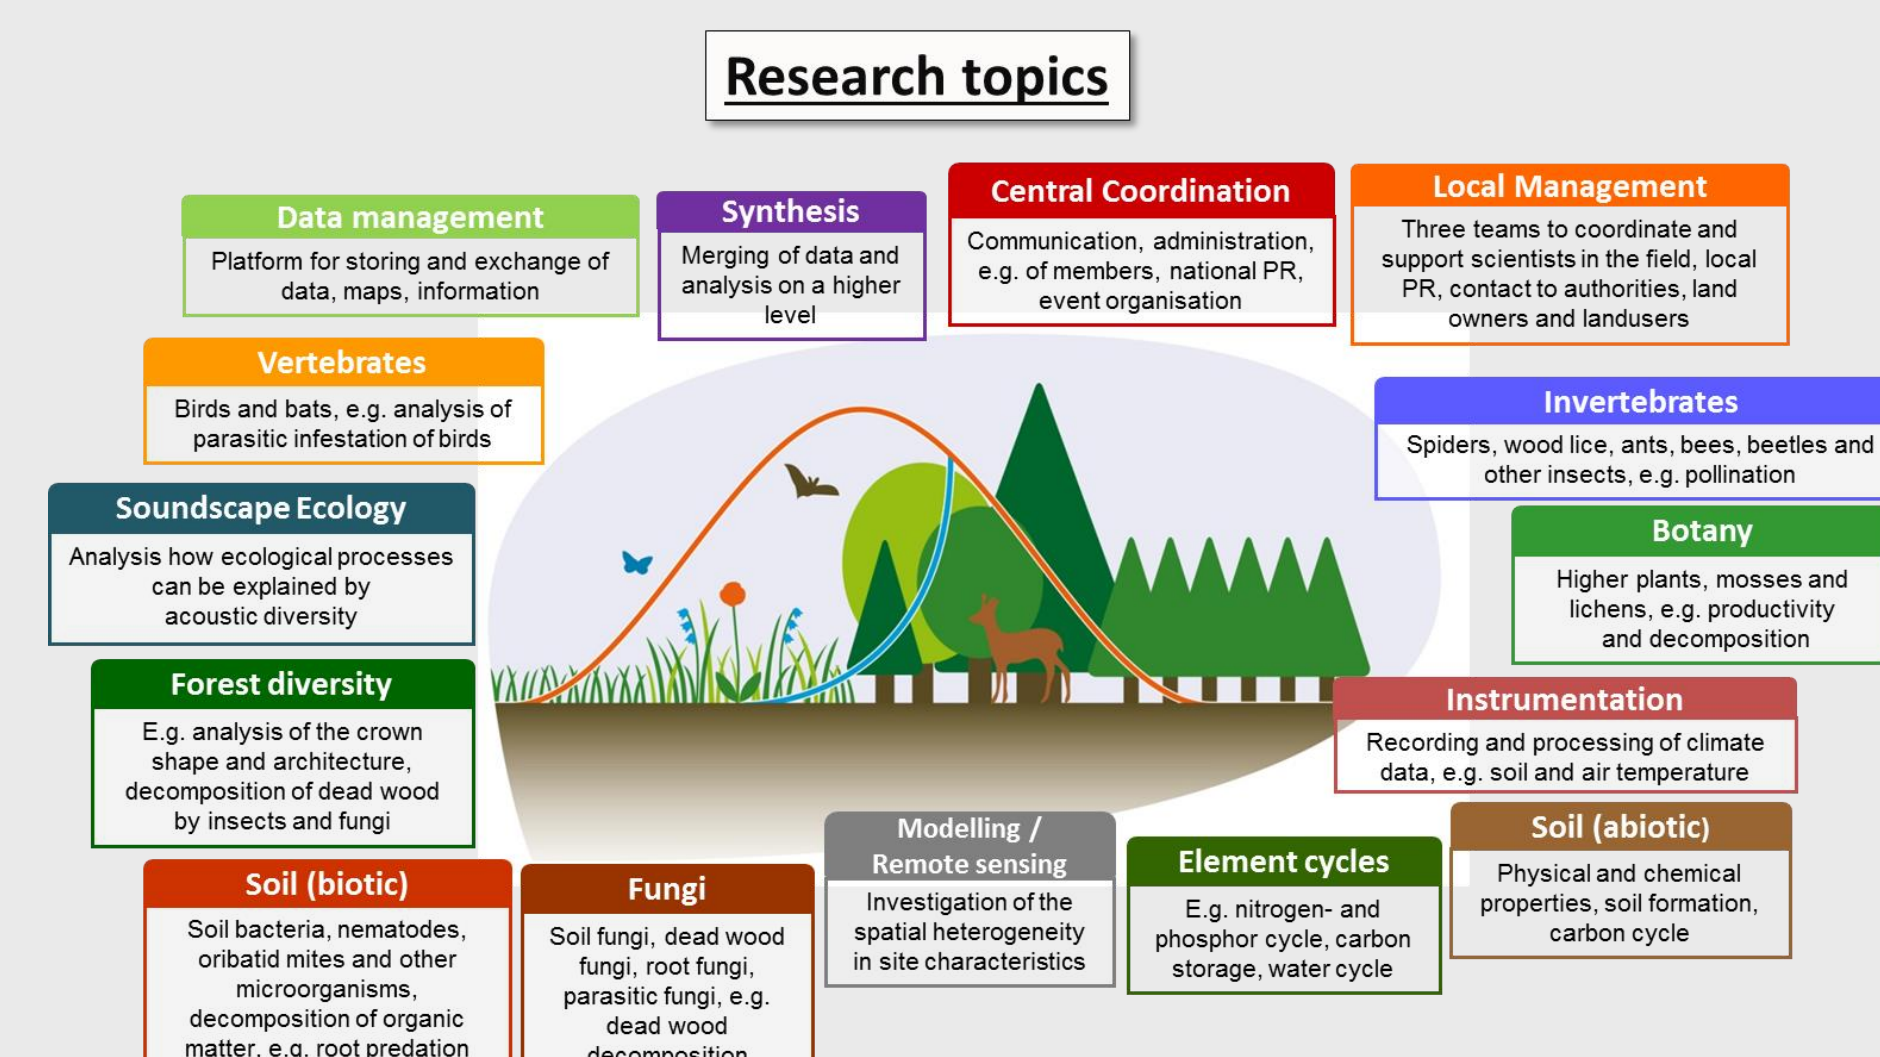 Research topics
Data management
Platform for storing and exchange of
data, maps, information
Synthesis
Merging of data and
analysis on a higher
level
Central Coordination
Communication, administration,
e.g. of members, national PR,
event organisation
Local Management
Three teams to coordinate and
support scientists in the field, local
PR, contact to authorities, land
owners and landusers
Vertebrates
Birds and bats, e.g. analysis of
parasitic infestation of birds
Invertebrates
Spiders, wood lice, ants, bees, beetles and
other insects, e.g. pollination
Soundscape Ecology
Analysis how ecological processes
can be explained by
acoustic diversity
Botany
Higher plants, mosses and
lichens, e.g. productivity
and decomposition
Forest diversity
E.g. analysis of the crown
shape and architecture,
decomposition of dead wood
by insects and fungi
Instrumentation
Recording and processing of climate
data, e.g. soil and air temperature
Soil (biotic)
Soil bacteria, nematodes,
oribatid mites and other
microorganisms,
decomposition of organic
matter, e.g. root predation
Fungi
Soil fungi, dead wood
fungi, root fungi,
parasitic fungi, e.g.
dead wood
decomposition
Modelling /
Remote sensing
Investigation of the
spatial heterogeneity
in site characteristics
Element cycles
E.g. nitrogen- and
phosphor cycle, carbon
storage, water cycle
Soil (abiotic)
Physical and chemical
properties, soil formation,
carbon cycle